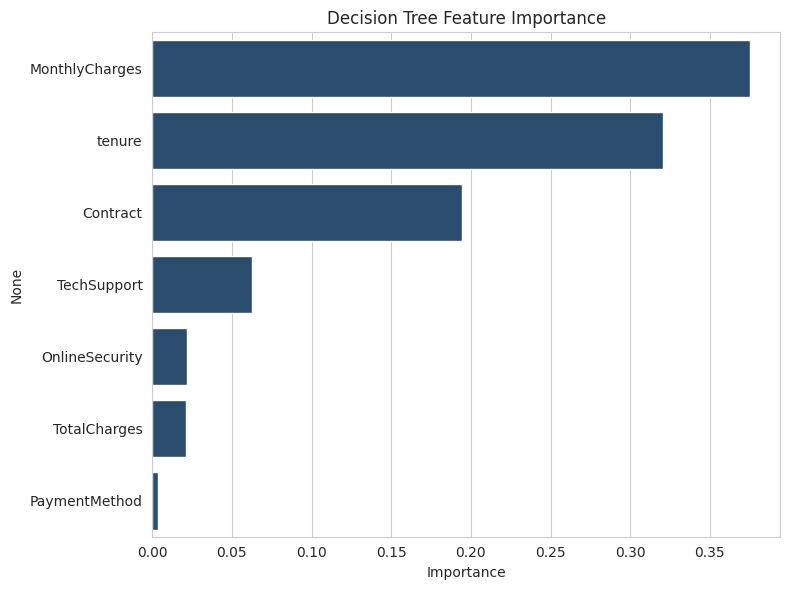 Decision Tree Feature Importance
MonthlyCharges
tenure
Contract
TechSupport
OnlineSecurity
TotalCharges
PaymentMethod
None
0.00 0.05 0.10 0.15 0.20 0.25 0.30 0.35
Importance